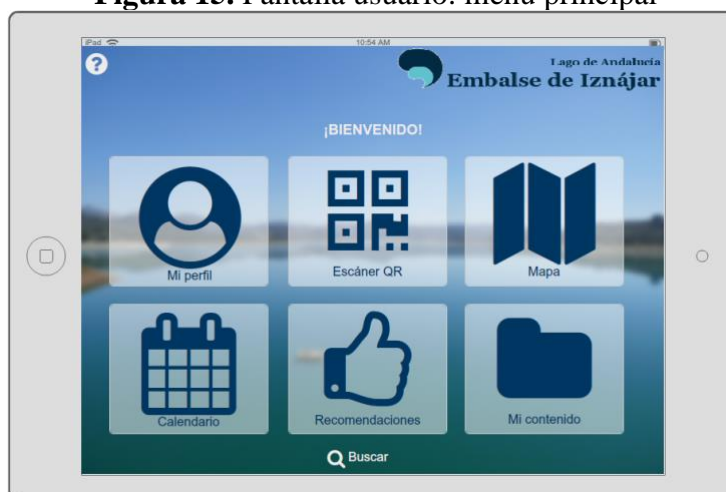 Figura 15. Pantalla usuario: menú principal
iPad 10:54 AM
?
Lago de Andalucía
Embalse de Iznájar
¡BIENVENIDO!
Mi perfil Escáner QR Mapa
Calendario Recomendaciones Mi contenido
Buscar